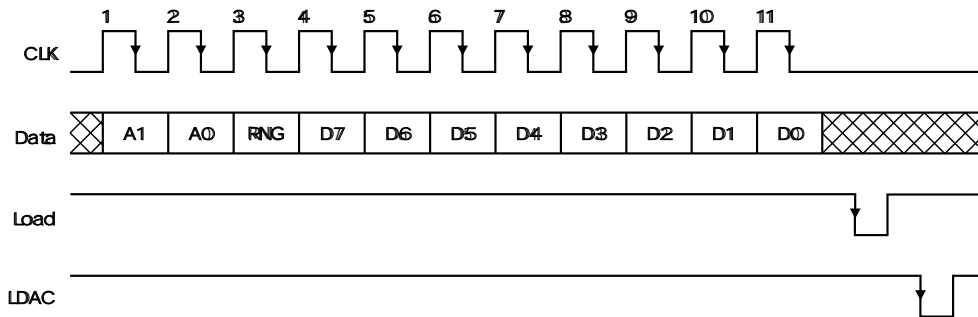 1 2 3 4 5 6 7 8 9 10 11
CLK
Data A1 A0 RNG D7 D6 D5 D4 D3 D2 D1 D0
Load
LDAC